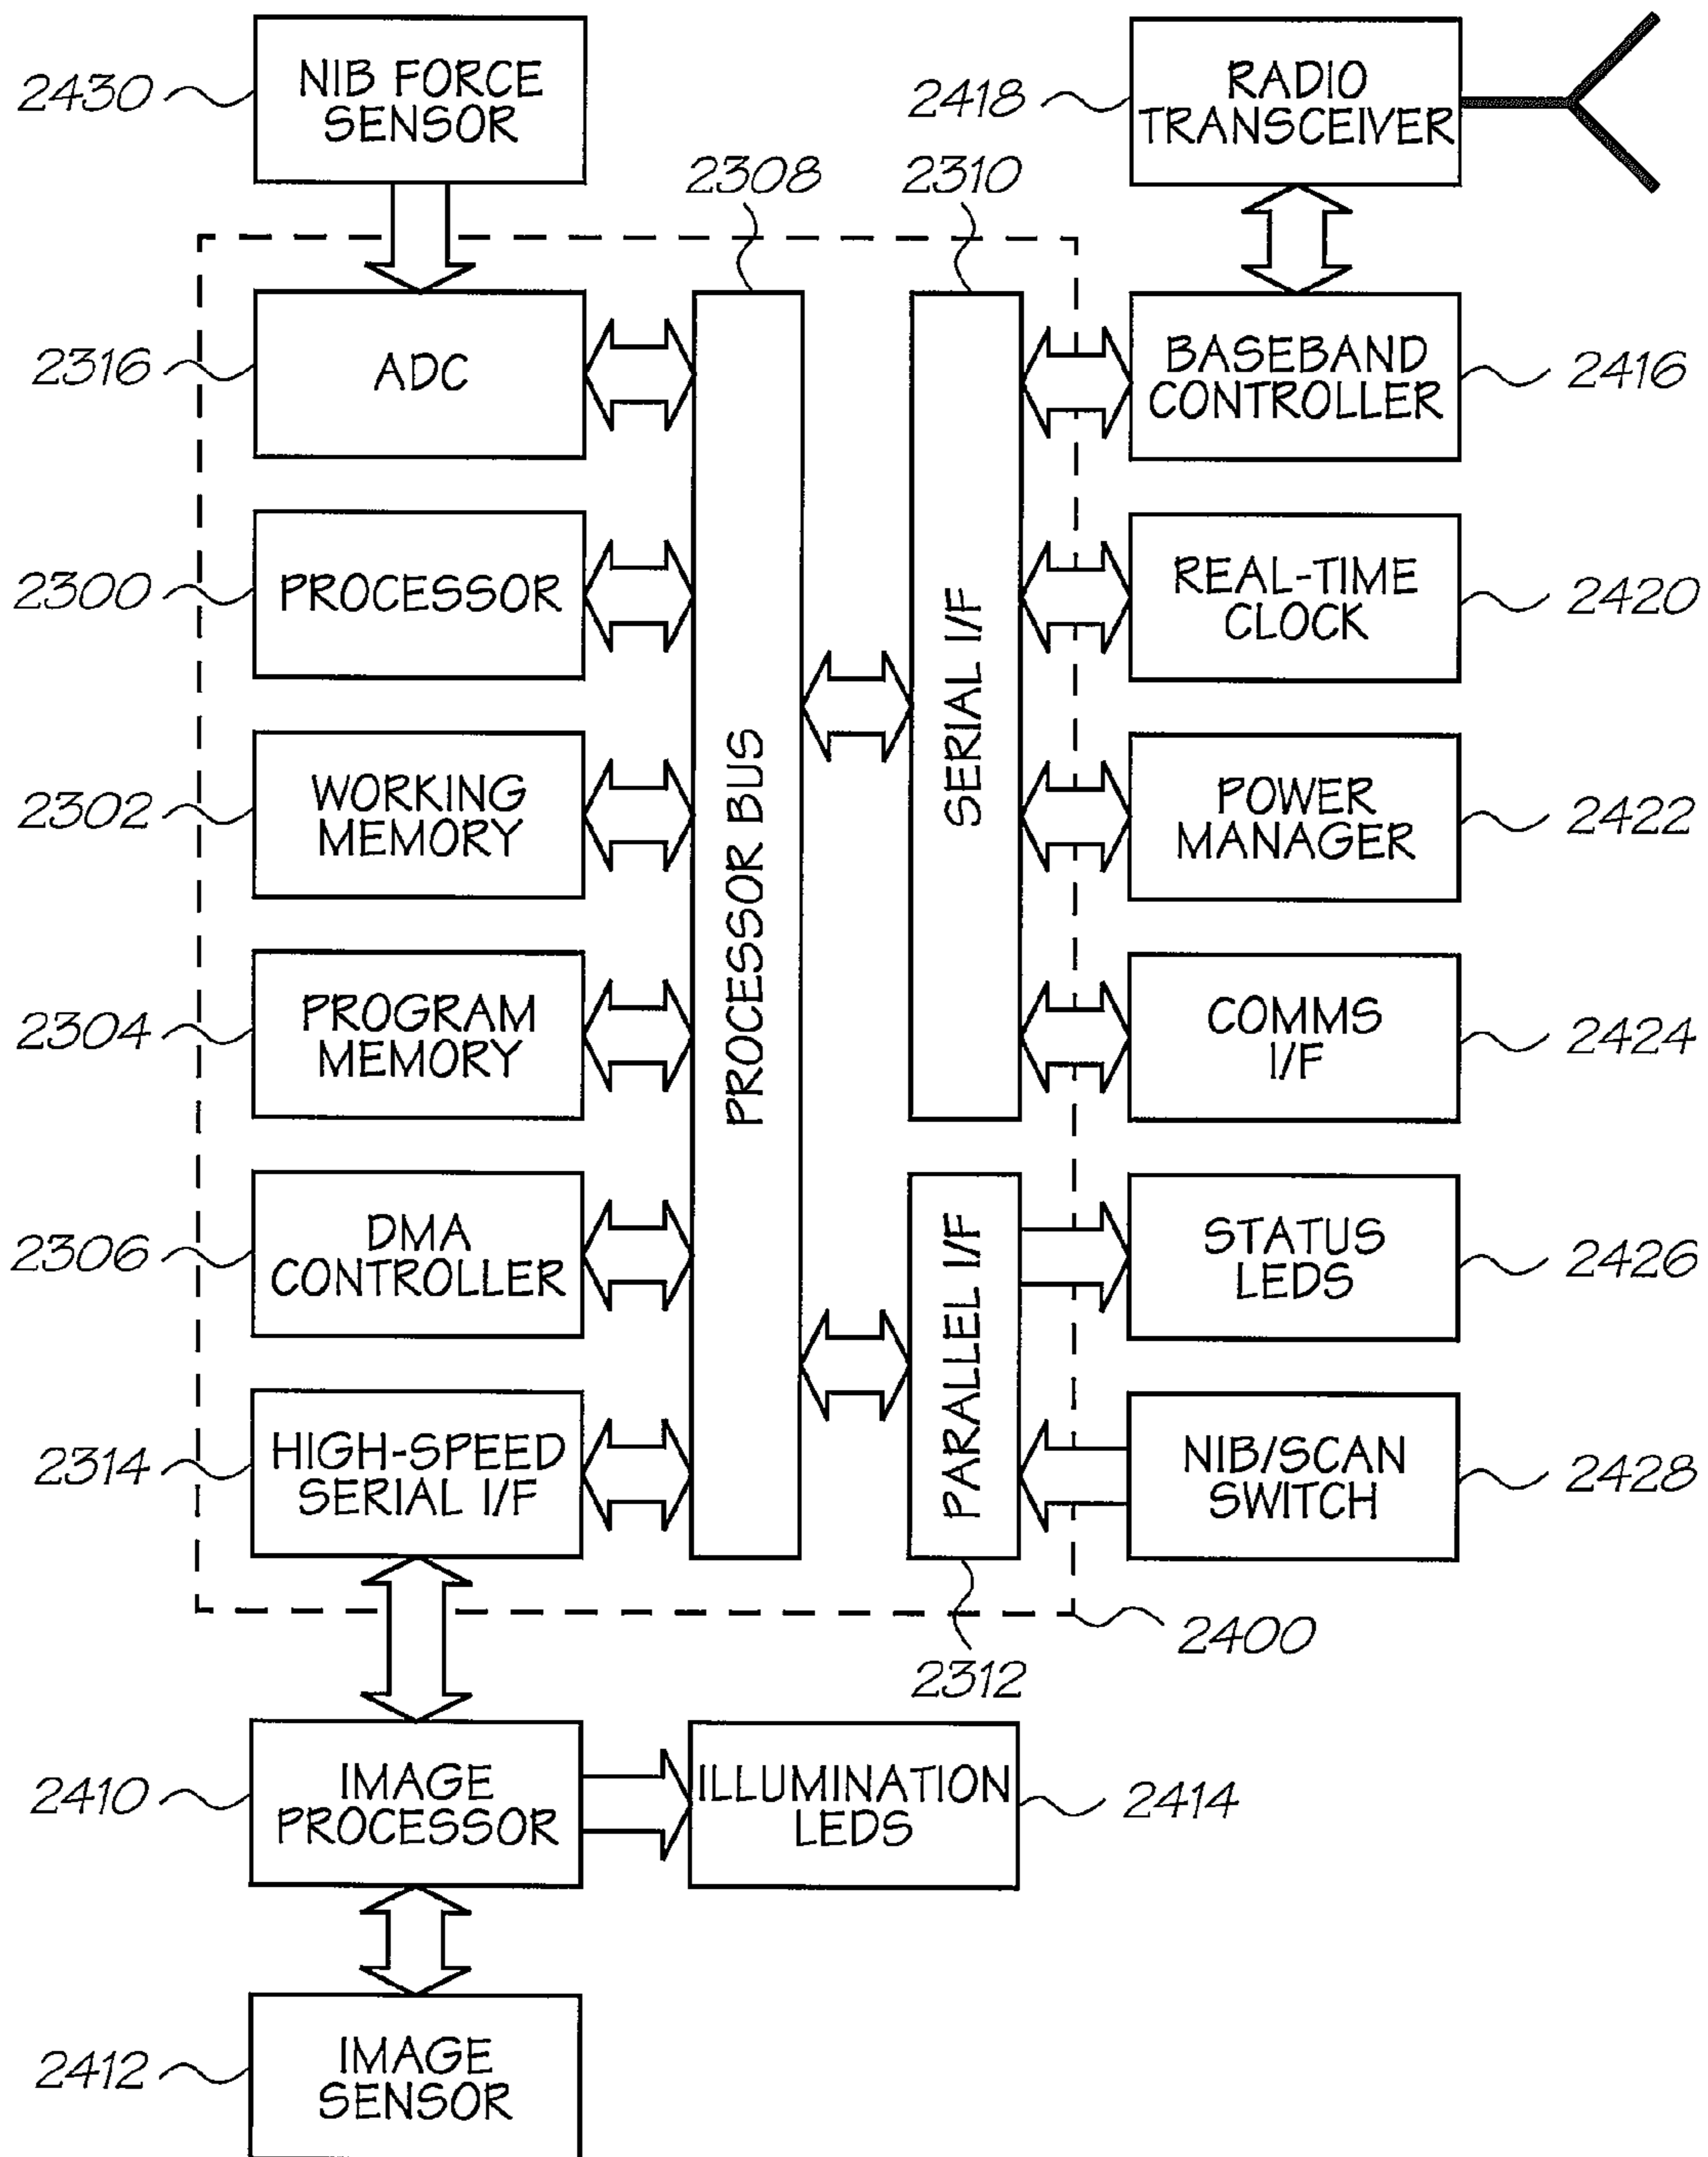 2430
NIB FORCE
SENSOR
2418
RADIO
TRANSCEIVER
2308
2310
2316
ADC
BASEBAND
CONTROLLER
2416
2300
PROCESSOR
REAL-TIME
CLOCK
2420
2302
WORKING
MEMORY
PROCESSOR BUS
SERIAL I/F
POWER
MANAGER
2422
2304
PROGRAM
MEMORY
COMMS
I/F
2424
2306
DMA
CONTROLLER
PARALLEL I/F
STATUS
LEDS
2426
2314
HIGH-SPEED
SERIAL I/F
NIB/SCAN
SWITCH
2428
2400
2312
2410
IMAGE
PROCESSOR
ILLUMINATION
LEDS
2414
2412
IMAGE
SENSOR